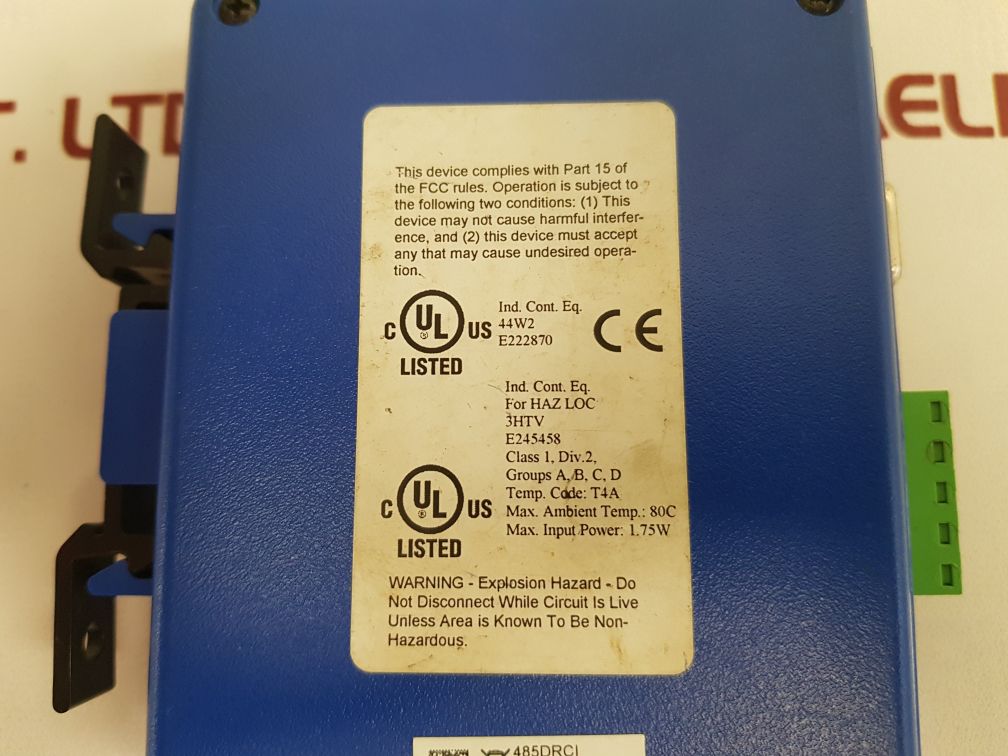 T. LTD
AELI
This device complies with Part 15 of
the FCC rules. Operation is subject to
the following two conditions: (1) This
device may not cause harmful interfer-
ence, and (2) this device must accept
any that may cause undesired opera-
tion.
C UL US
LISTED
Ind. Cont. Eq.
44W2
E222870
CE
Ind. Cont. Eq.
For HAZ LOC
3HTV
E245458
Class 1, Div.2,
Groups A, B, C, D
Temp. Code: T4A
Max. Ambient Temp.: 80C
Max. Input Power: 1.75W
C UL US
LISTED
WARNING - Explosion Hazard - Do
Not Disconnect While Circuit Is Live
Unless Area is Known To Be Non-
Hazardous.
485DRCI